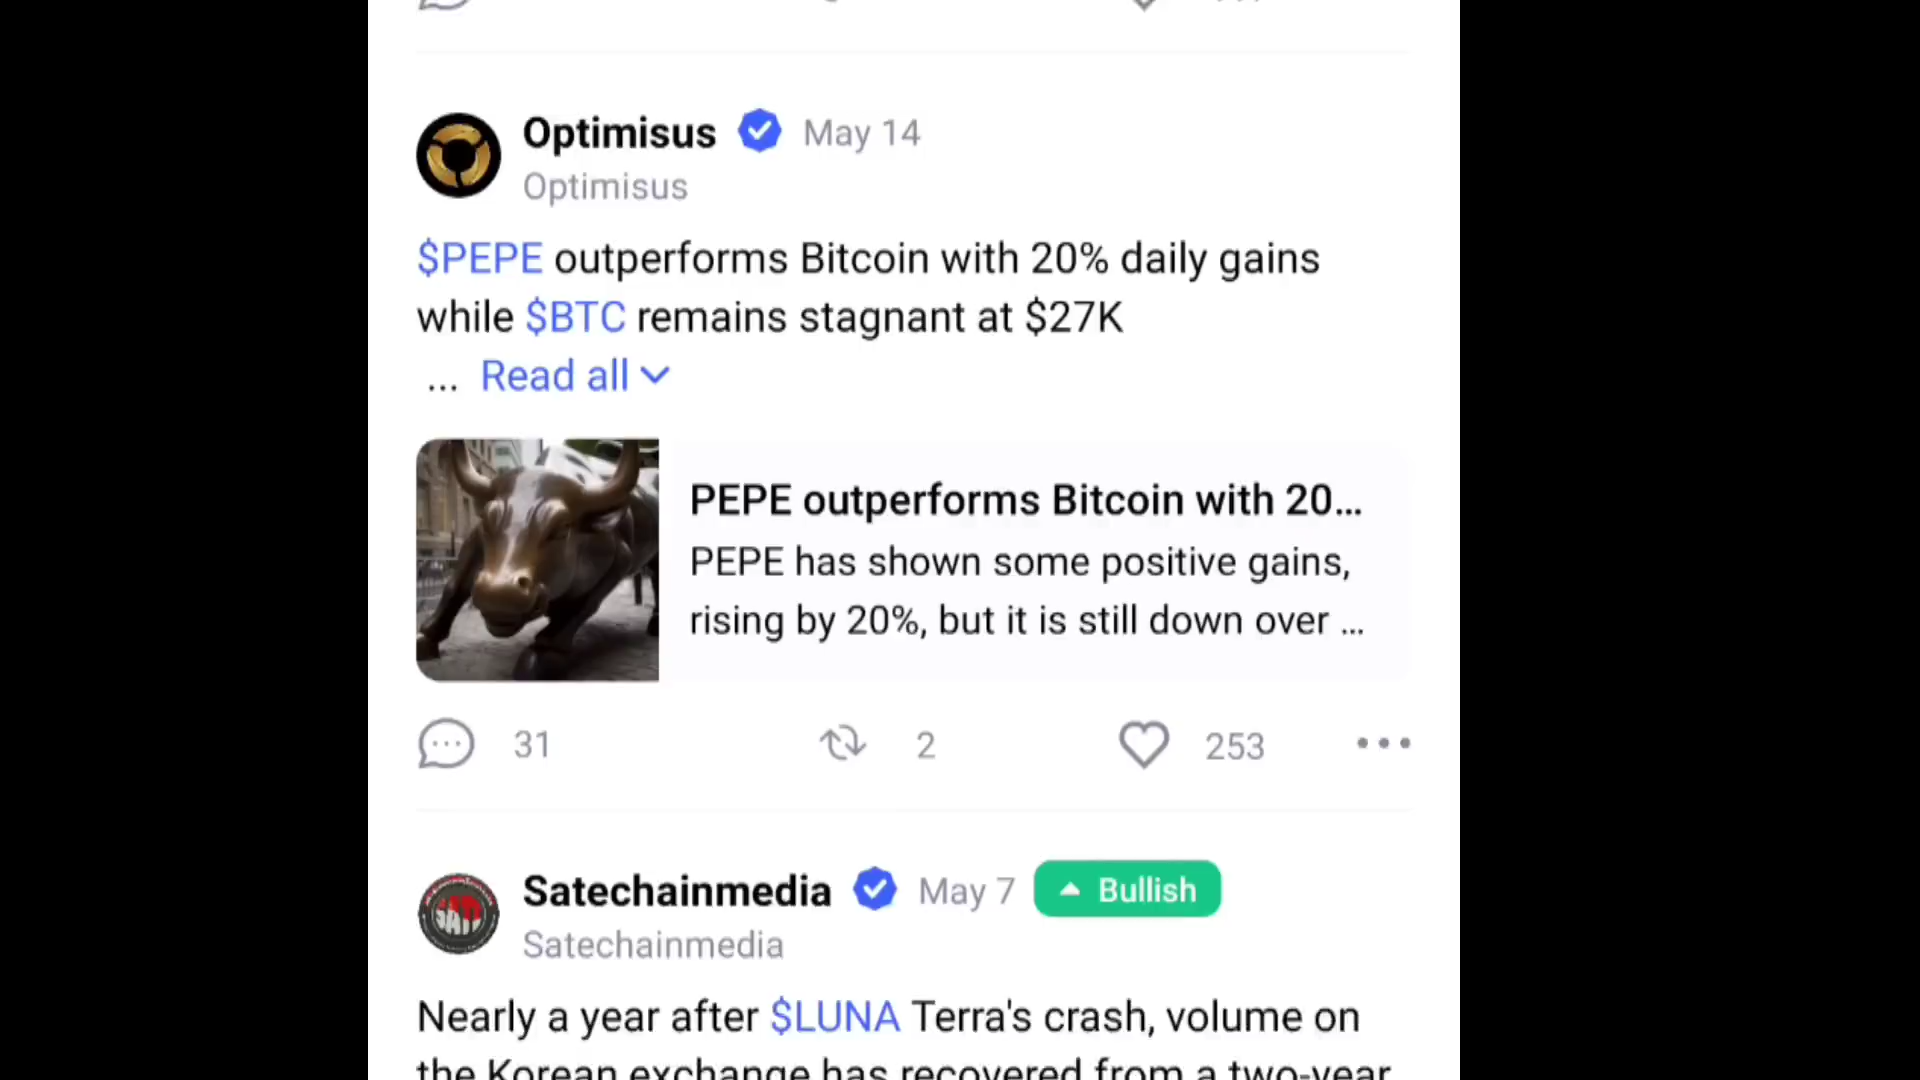 Optimisus May 14
Optimisus
$PEPE outperforms Bitcoin with 20% daily gains
while $BTC remains stagnant at $27K
... Read all
PEPE outperforms Bitcoin with 20...
PEPE has shown some positive gains,
rising by 20%, but it is still down over ...
31 2 253
Satechainmedia May 7 Bullish
Satechainmedia
Nearly a year after $LUNA Terra's crash, volume on
the Korean exchange has recovered from a two-year